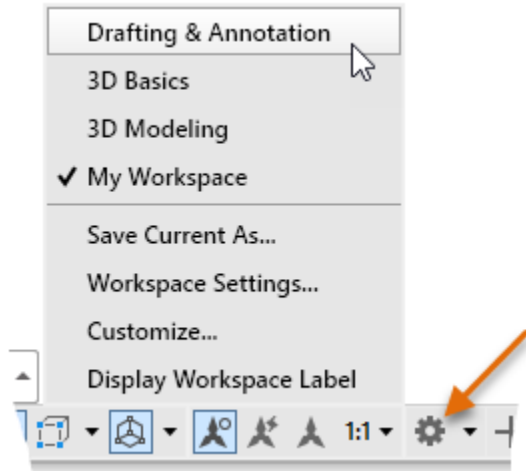 Drafting & Annotation
3D Basics
3D Modeling
My Workspace
Save Current As...
Workspace Settings...
Customize...
Display Workspace Label
1:1